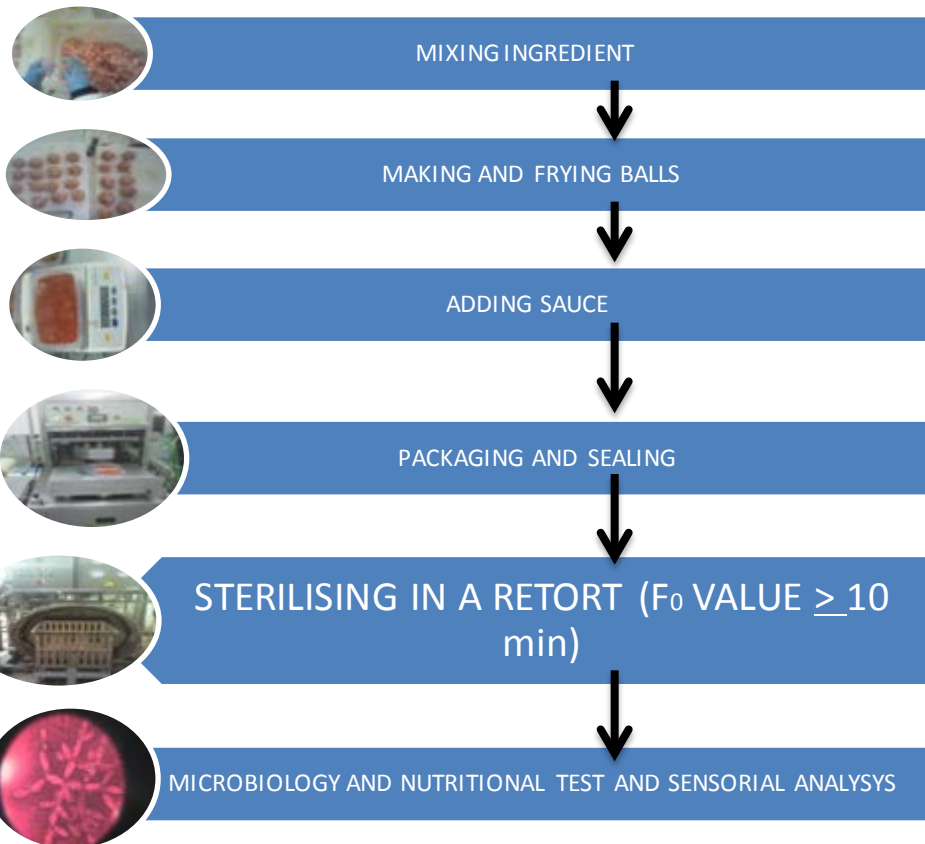 MIXING INGREDIENT
MAKING AND FRYING BALLS
ADDING SAUCE
PACKAGING AND SEALING
STERILISING IN A RETORT (F₀ VALUE ≥ 10
min)
MICROBIOLOGY AND NUTRITIONAL TEST AND SENSORIAL ANALYSYS